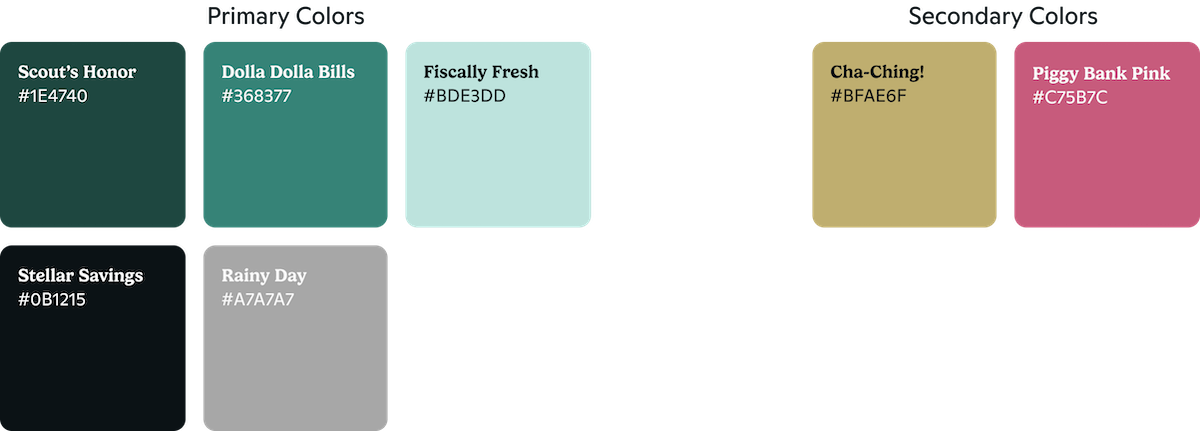 Primary Colors
Scout's Honor
#1E4740
Dolla Dolla Bills
#368377
Fiscally Fresh
#BDE3DD
Stellar Savings
#0B1215
Rainy Day
#A7A7A7
Secondary Colors
Cha-Ching!
#BFAE6F
Piggy Bank Pink
#C75B7C